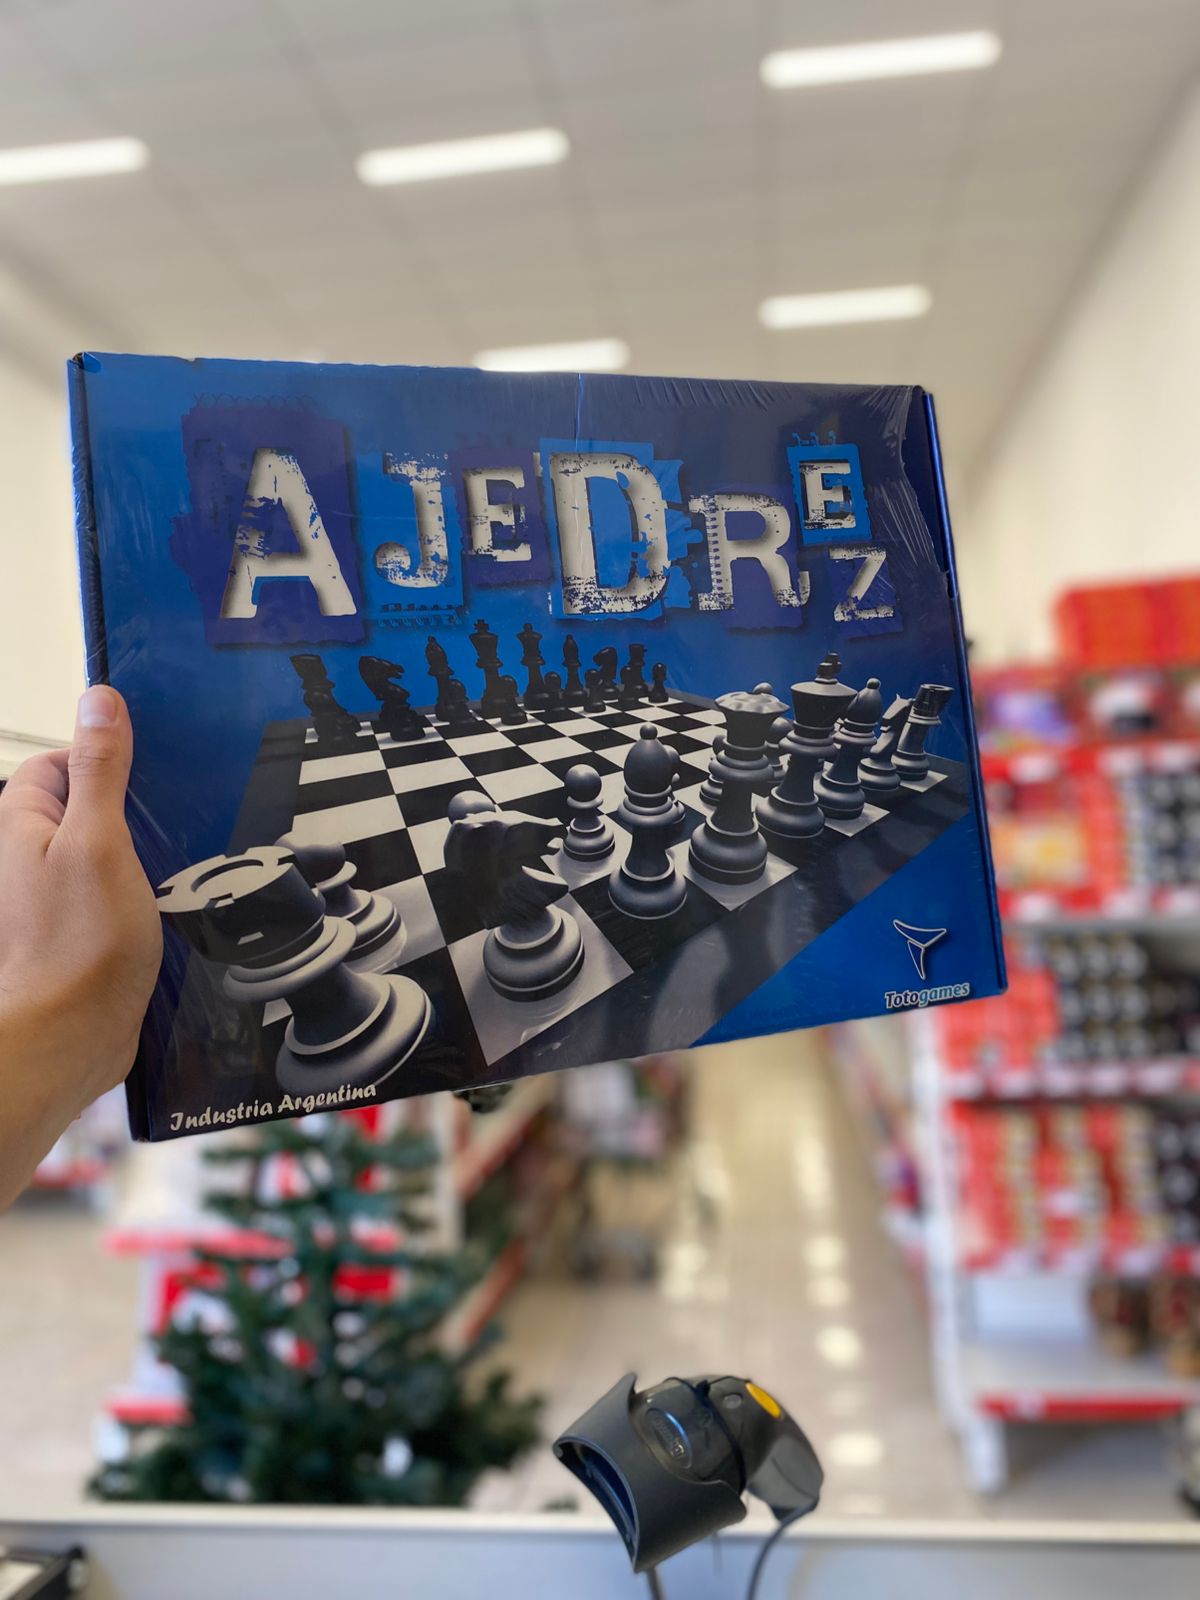 AJEDREZ
Totogames
Industria Argentina